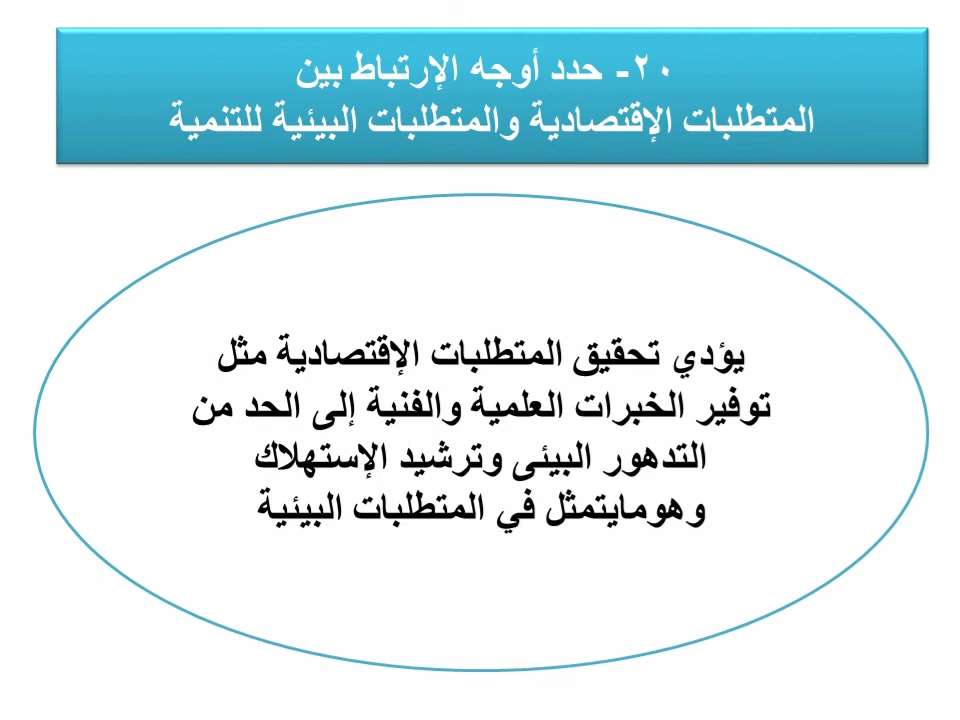 ٢٠- حدد أوجه الإرتباط بين
المتطلبات الإقتصادية والمتطلبات البيئية للتنمية
يؤدي تحقيق المتطلبات الإقتصادية مثل
توفير الخبرات العلمية والفنية إلى الحد من
التدهور البيئى وترشيد الإستهلاك
وهومايتمثل في المتطلبات البيئية